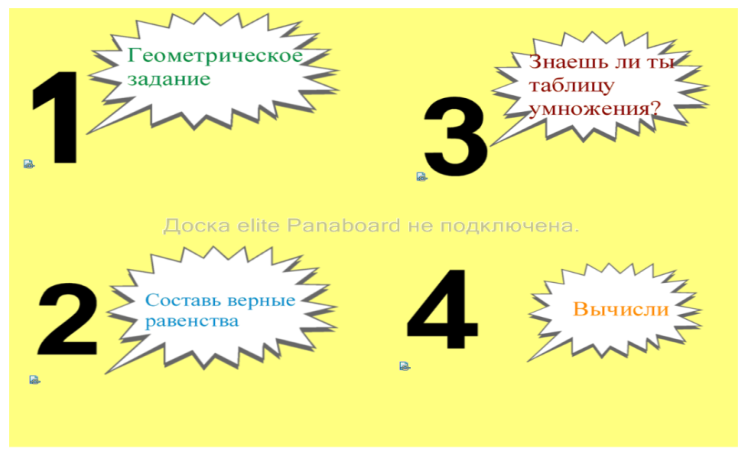 1
Геометрическое
задание
3
Знаешь ли ты
таблицу
умножения?
Доска elite Panaboard не подключена.
2
Составь верные
равенства
4
Вычисли